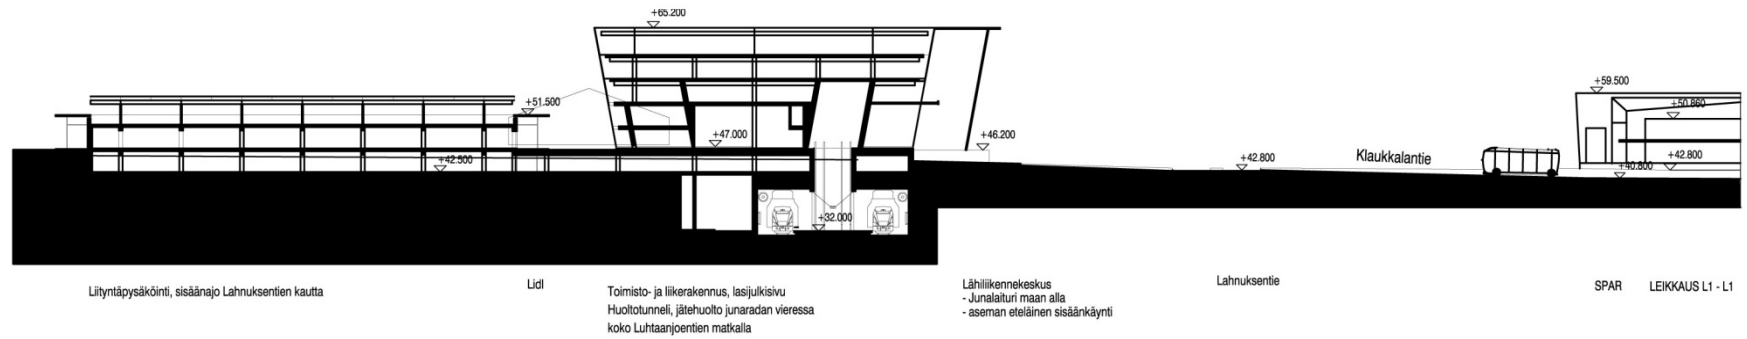 +65.200
+59.500
+51.500
+50.860
+47.000
+46.200
Klaukkalantie
+42.500
+42.800
+42.800
+40.800
+32.000
Liityntäpysäköinti, sisäänajo Lahnuksentien kautta
Lidl
Toimisto- ja liikerakennus, lasijulkisivu
Huoltotunneli, jätehuolto junaradan vieressa
koko Luhtaanjoentien matkalla
Lähiliikennekeskus
- Junalaituri maan alla
- aseman eteläinen sisäänkäynti
Lahnuksentie
SPAR
LEIKKAUS L1 - L1